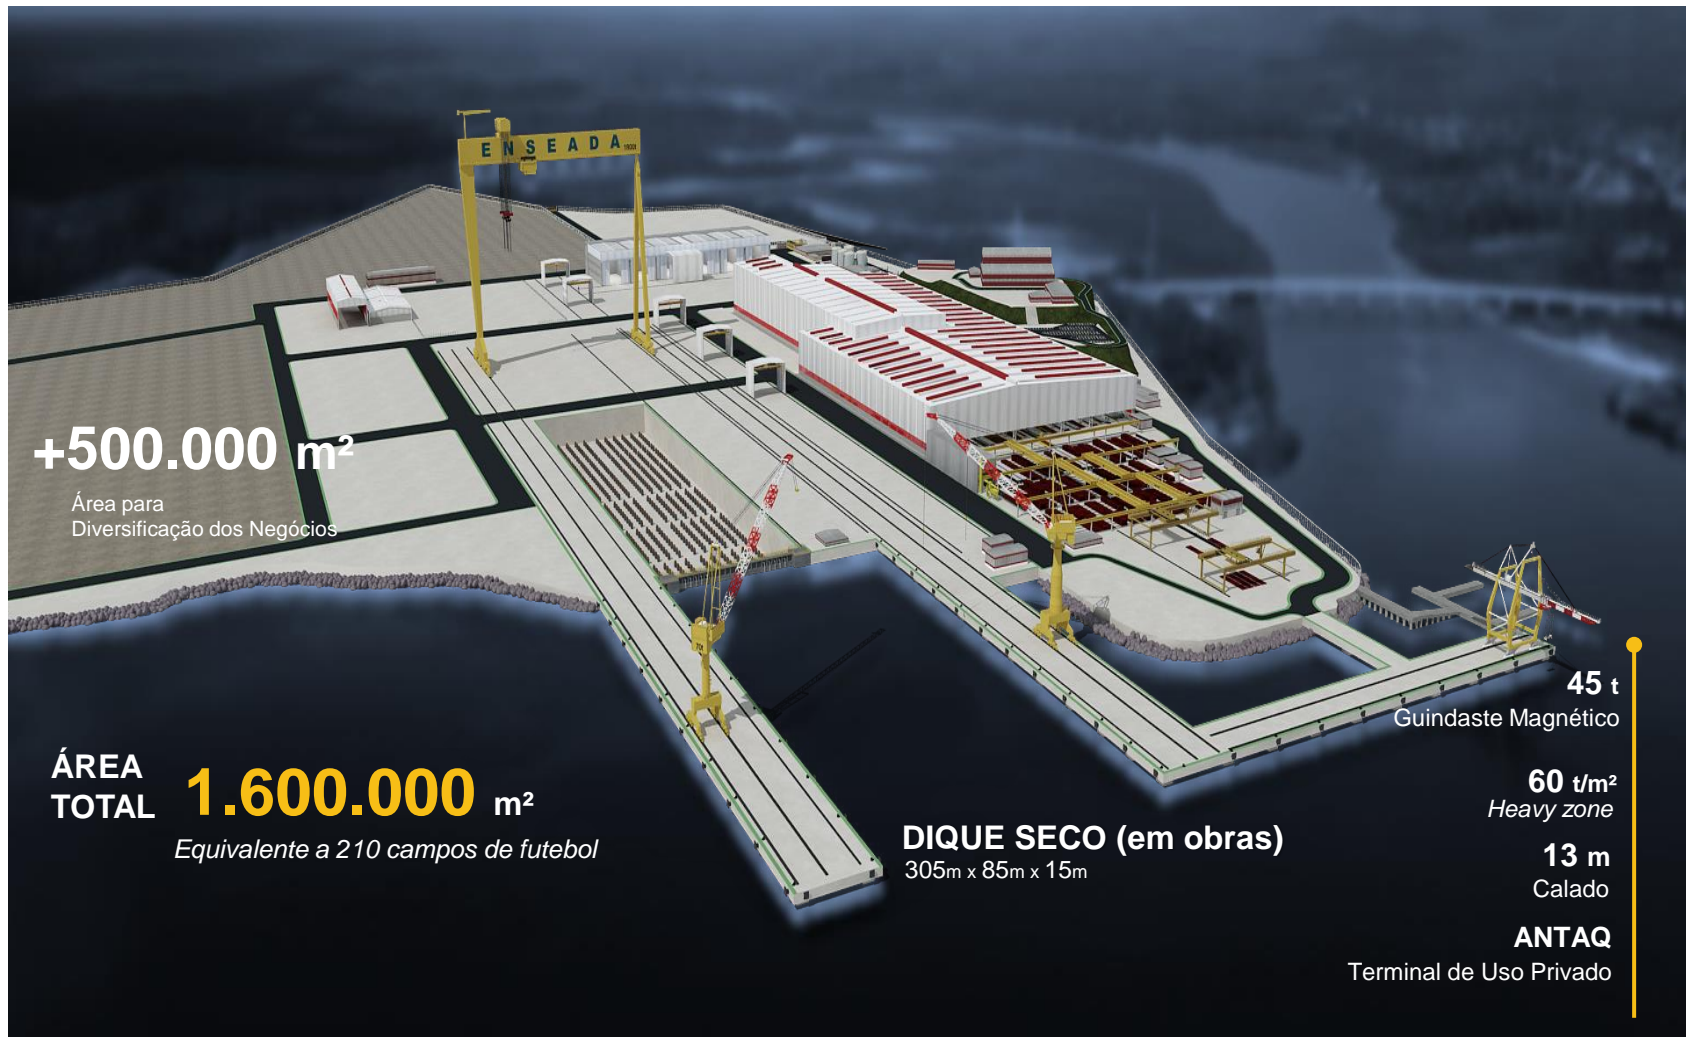 ENSEADA
+500.000 m²
Área para
Diversificação dos Negócios
ÁREA
TOTAL
1.600.000 m²
Equivalente a 210 campos de futebol
DIQUE SECO (em obras)
305m x 85m x 15m
45 t
Guindaste Magnético
60 t/m²
Heavy zone
13 m
Calado
ANTAQ
Terminal de Uso Privado